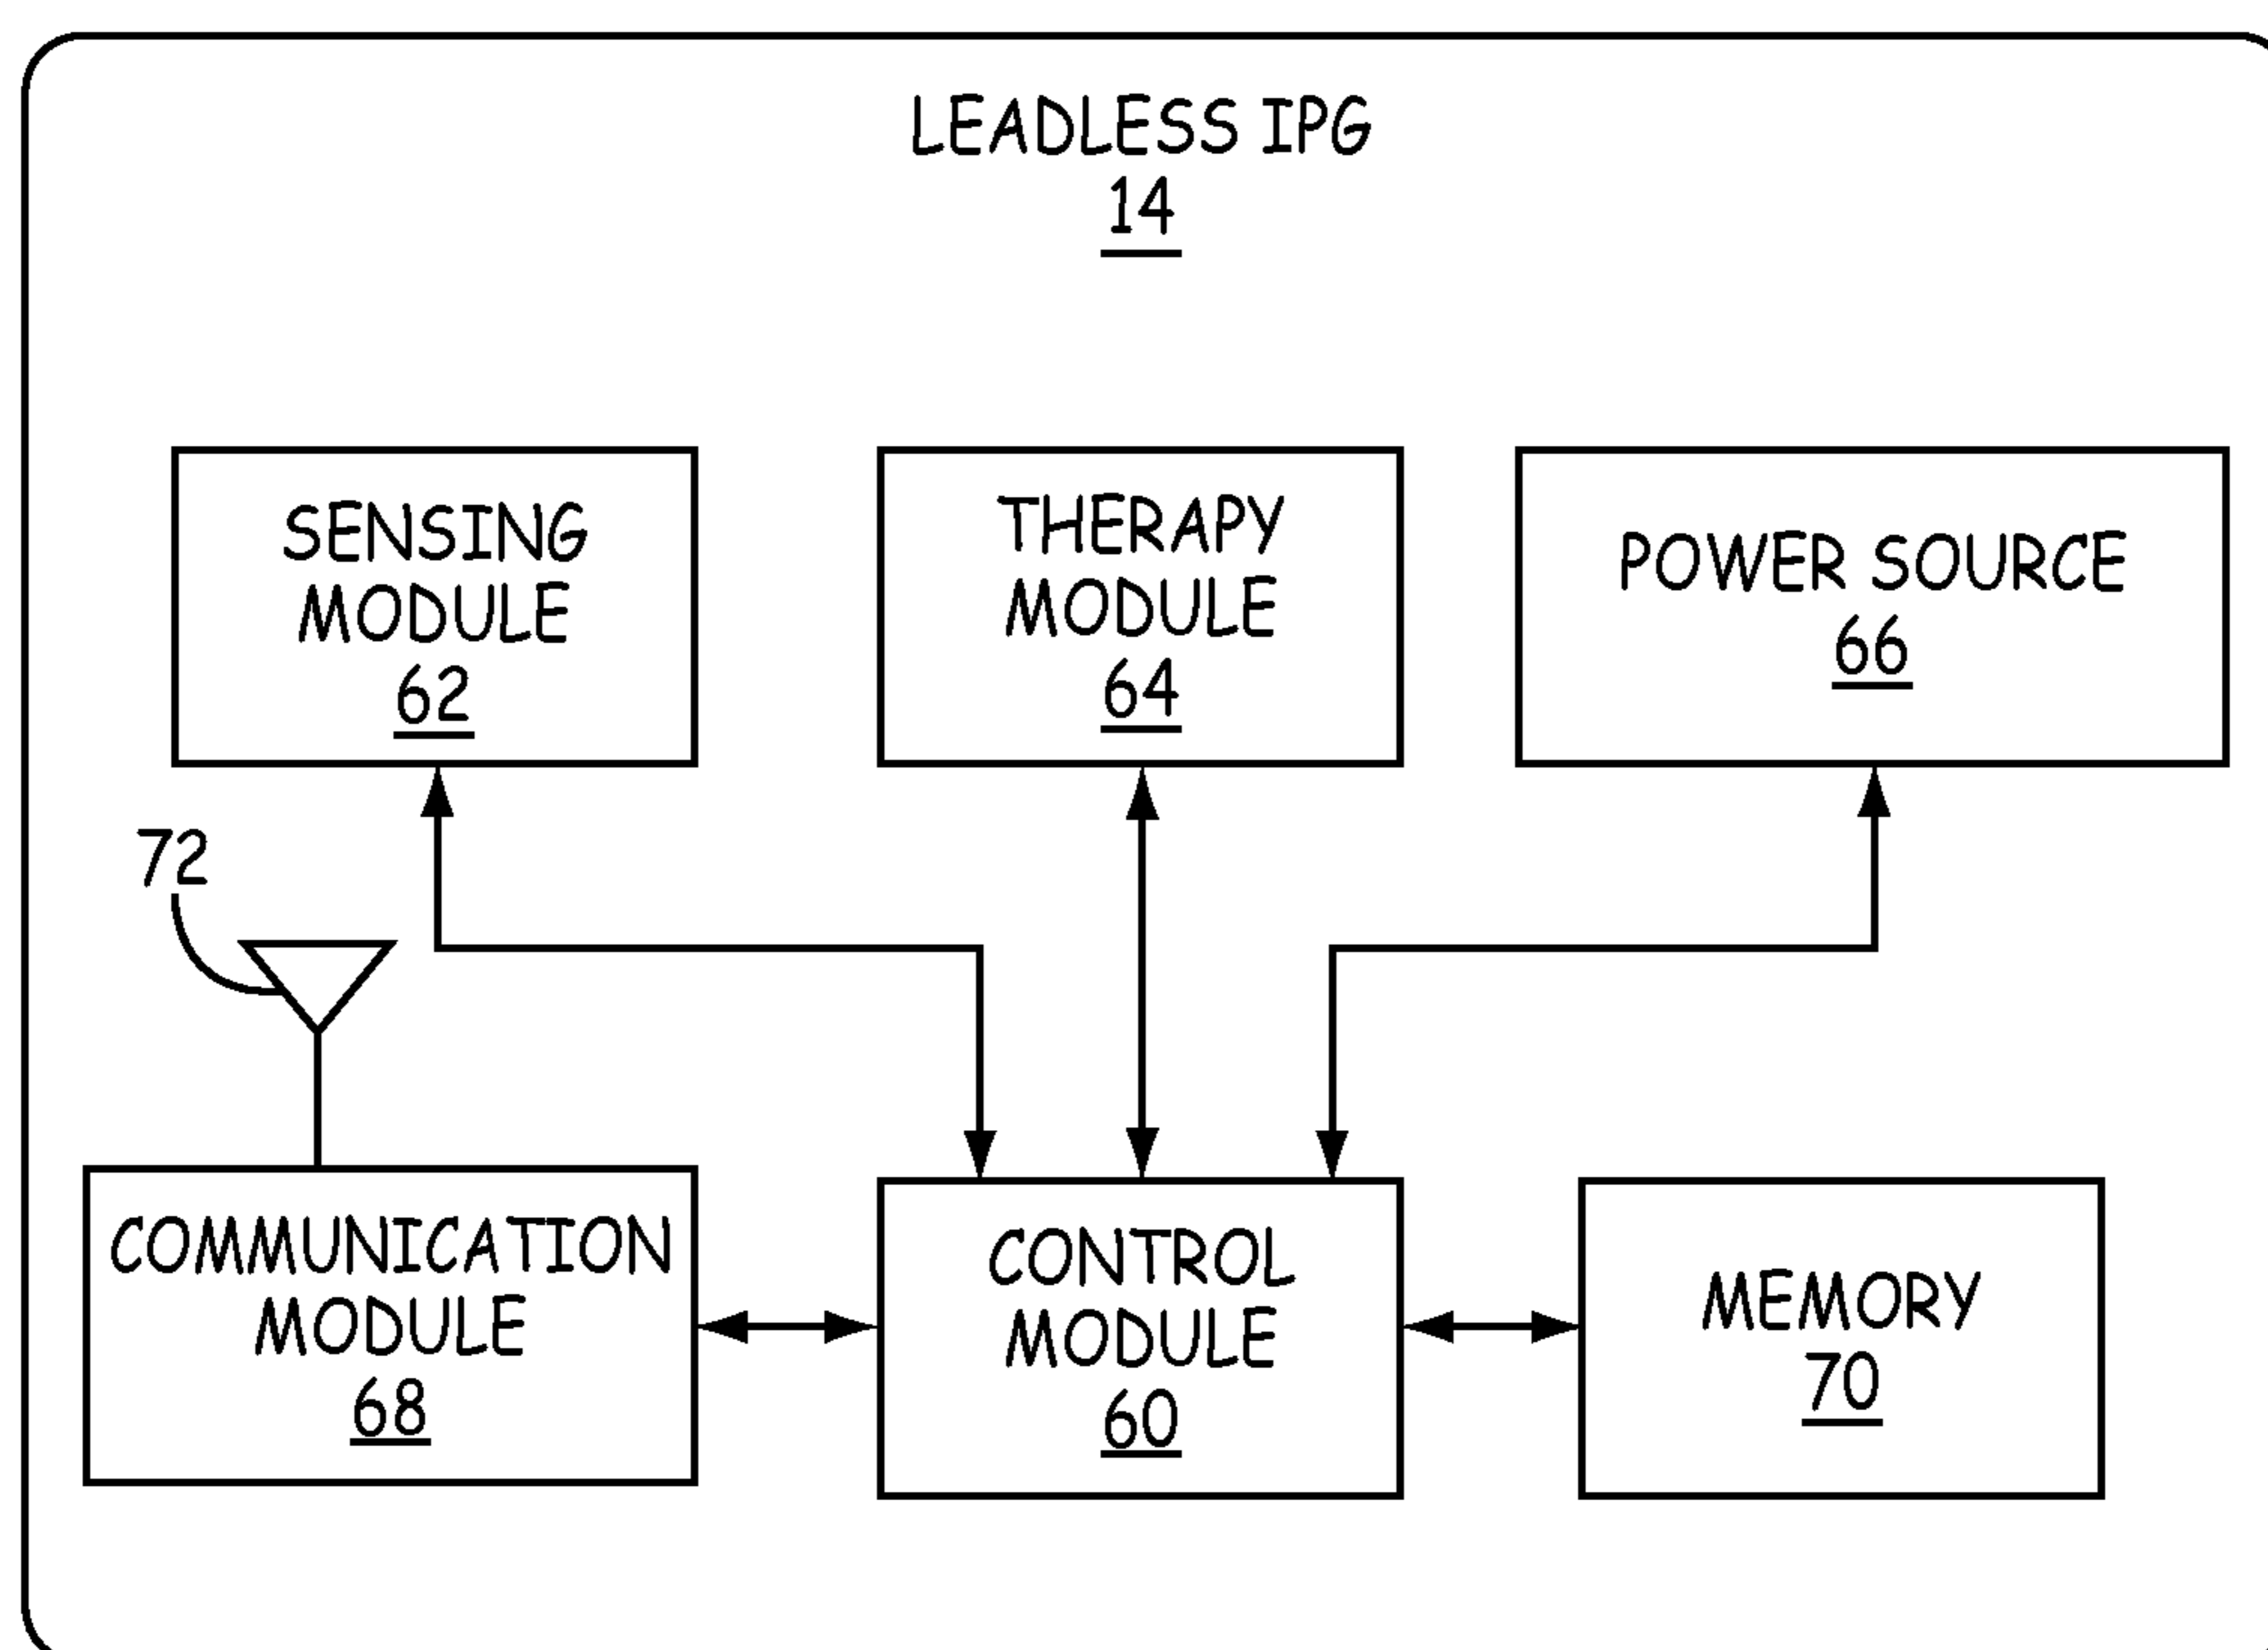 LEADLESS IPG
14
SENSING
MODULE
62
THERAPY
MODULE
64
POWER SOURCE
66
72
COMMUNICATION
MODULE
68
CONTROL
MODULE
60
MEMORY
70